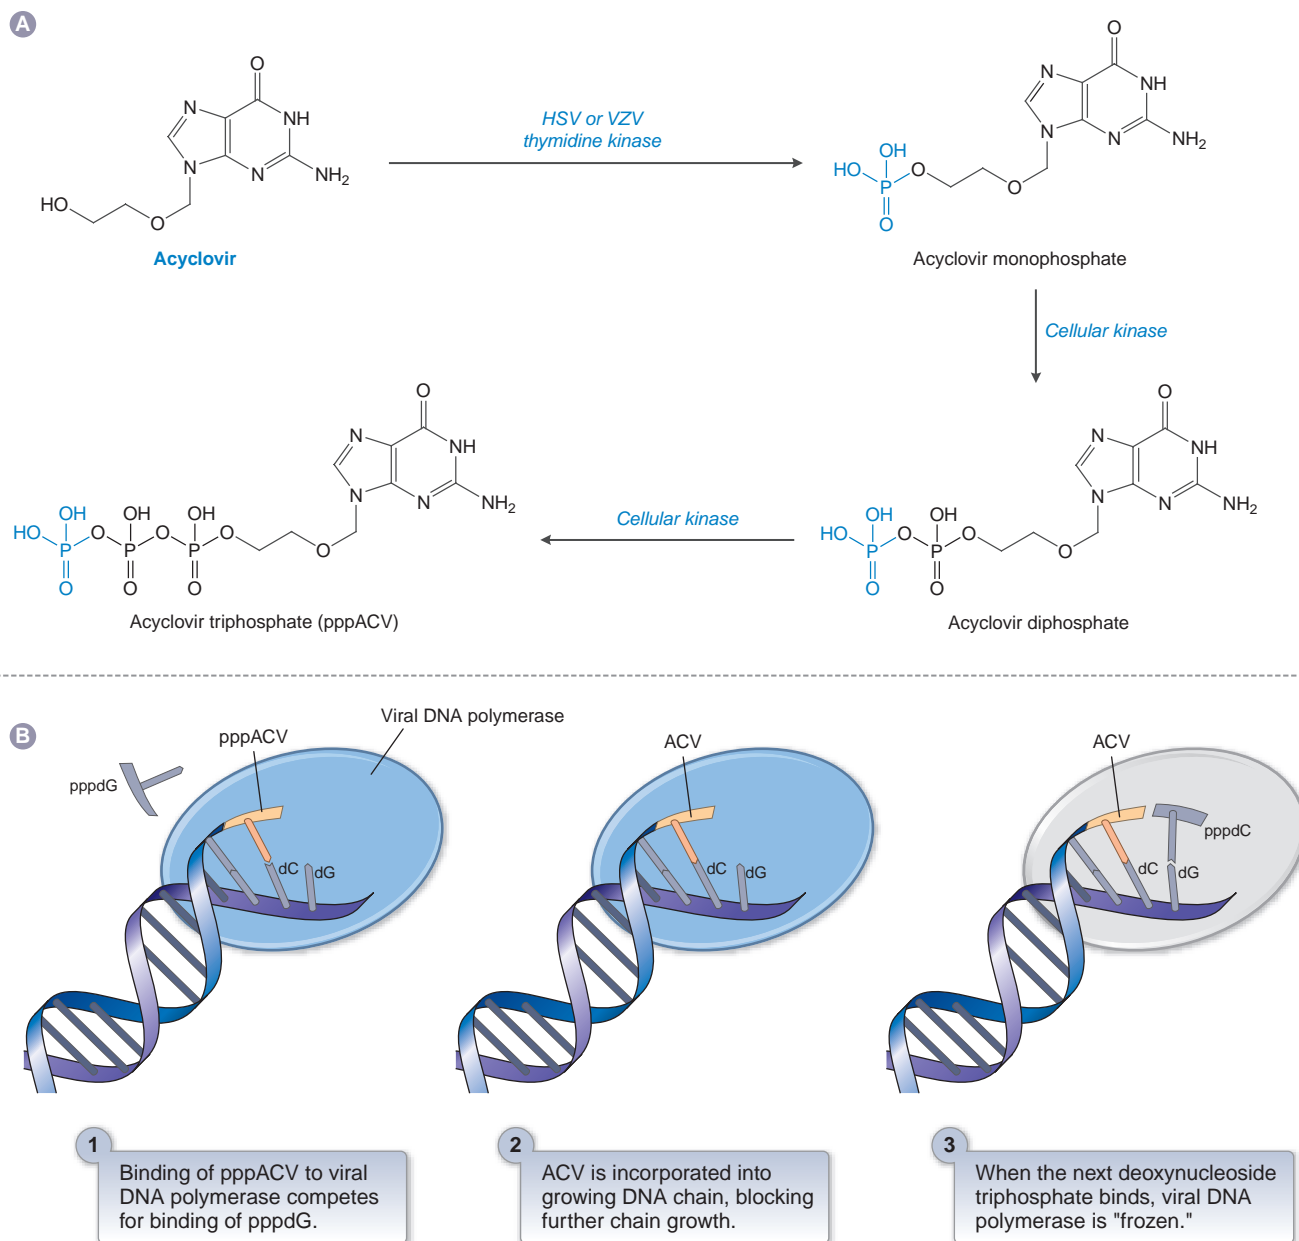 A
O
N
NH
N
N
NH2
HO
O
Acyclovir
HSV or VZV
thymidine kinase
O
N
NH
N
N
NH2
OH
HO
P
O
O
O
Acyclovir monophosphate
Cellular kinase
O
N
NH
N
N
NH2
OH
OH
HO
P
O
P
O
O
O
O
Acyclovir diphosphate
Cellular kinase
O
N
NH
N
N
NH2
OH
OH
OH
HO
P
O
P
O
P
O
O
O
O
O
Acyclovir triphosphate (pppACV)
B
Viral DNA polymerase
pppACV
pppdG
dC
dG
ACV
dC
dG
ACV
pppdC
dC
dG
1
Binding of pppACV to viral
DNA polymerase competes
for binding of pppdG.
2
ACV is incorporated into
growing DNA chain, blocking
further chain growth.
3
When the next deoxynucleoside
triphosphate binds, viral DNA
polymerase is "frozen."